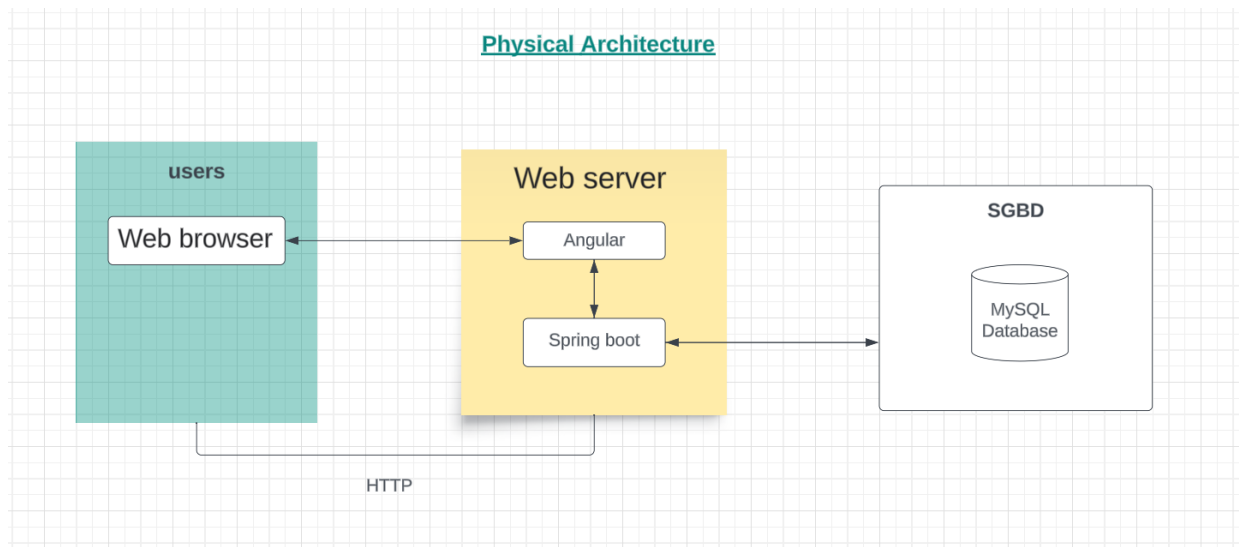 Physical Architecture
users
Web browser
Web server
Angular
Spring boot
SGBD
MySQL
Database
HTTP